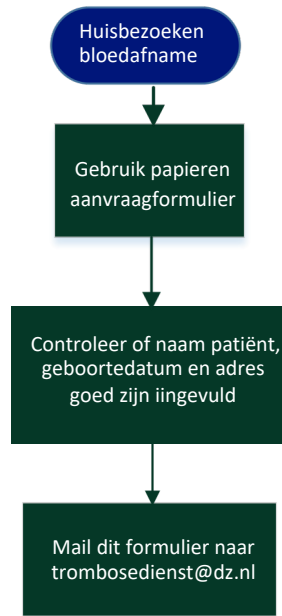 Huisbezoeken
bloedafname
Gebruik papieren
aanvraagformulier
Controleer of naam patiënt,
geboortedatum en adres
goed zijn iingevuld
Mail dit formulier naar
trombosedienst@dz.nl